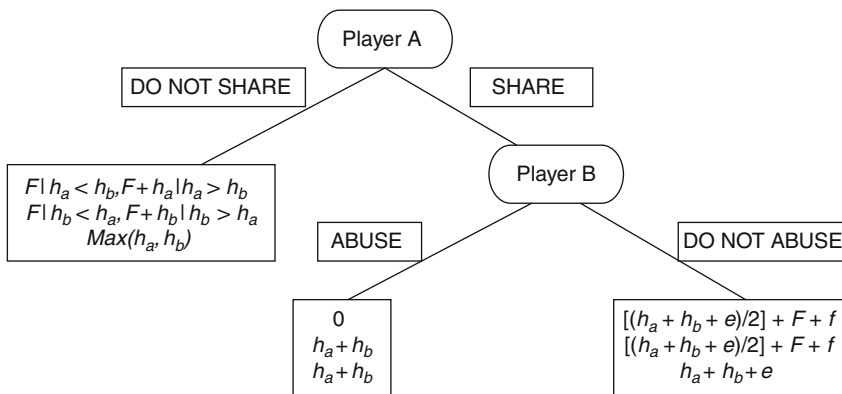 Player A
DO NOT SHARE
SHARE
F| h_a < h_b, F + h_a | h_a > h_b
F| h_b < h_a, F + h_b | h_b > h_a
Max(h_a, h_b)
Player B
ABUSE
DO NOT ABUSE
0
h_a + h_b
h_a + h_b
[(h_a + h_b + e)/2] + F + f
[(h_a + h_b + e)/2] + F + f
h_a + h_b + e